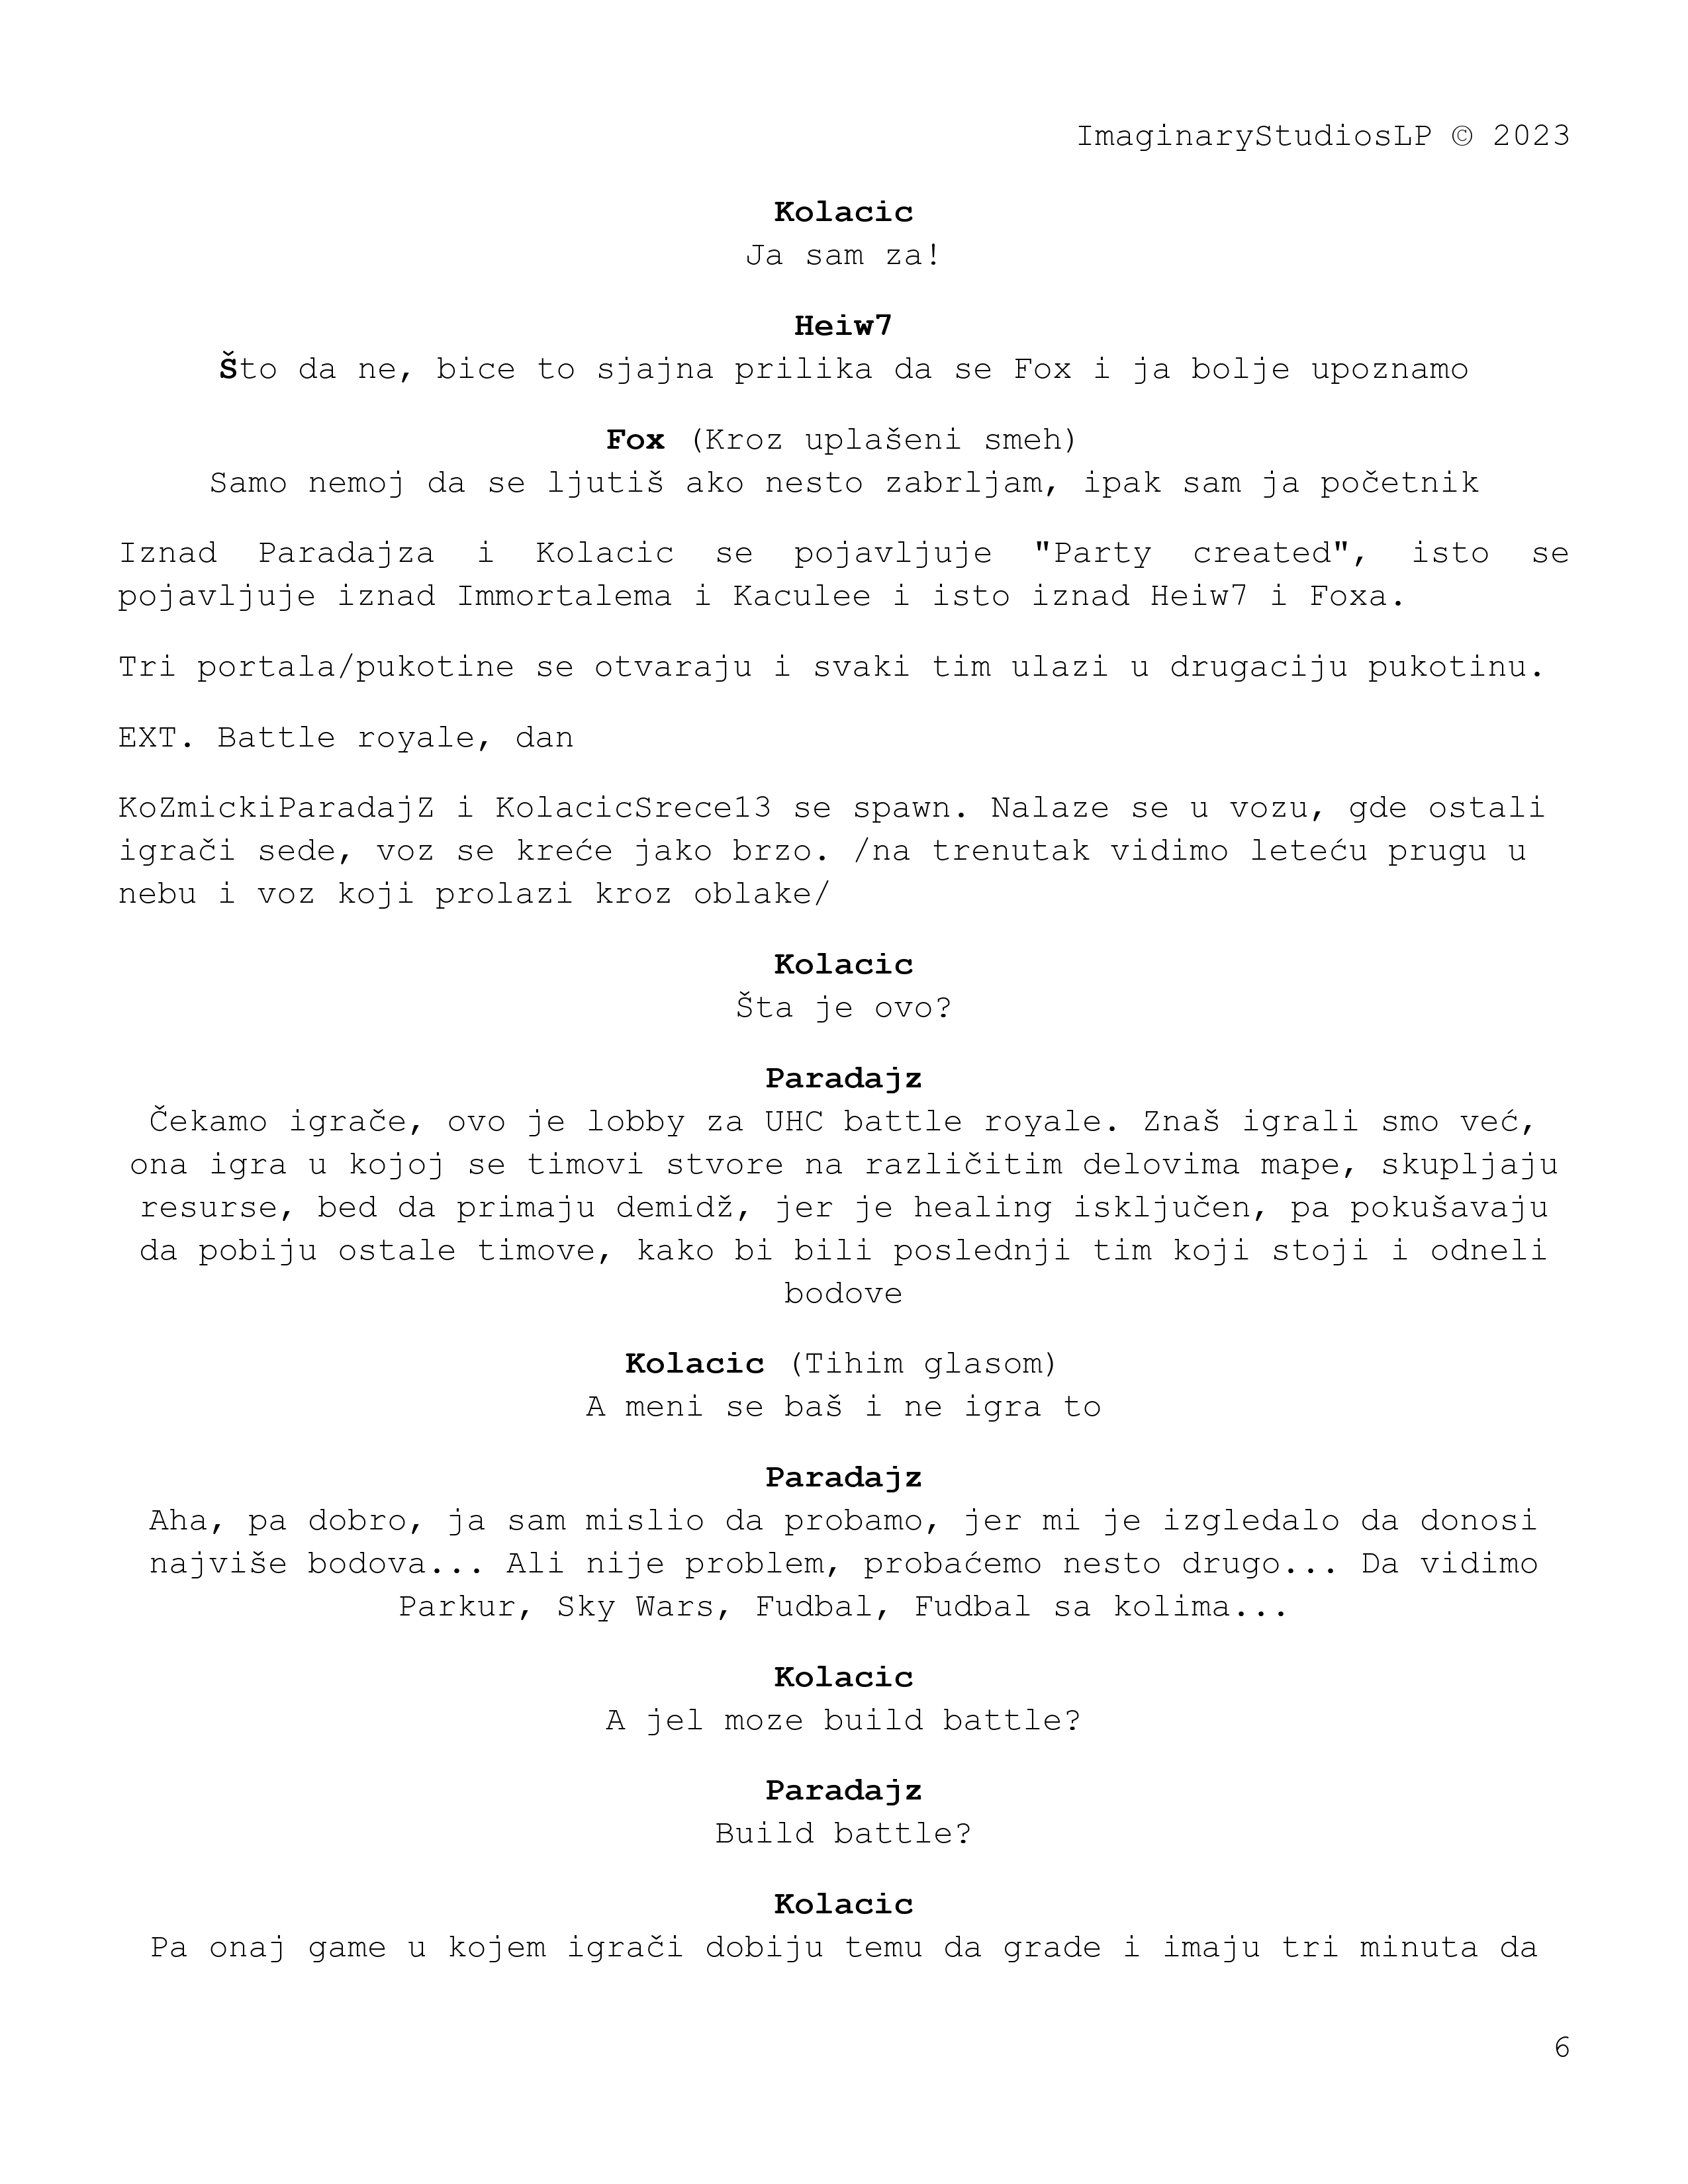 ImaginaryStudiosLP © 2023
Kolacic
Ja sam za!
Heiw7
Što da ne, bice to sjajna prilika da se Fox i ja bolje upoznamo
Fox (Kroz uplašeni smeh)
Samo nemoj da se ljutiš ako nesto zabrljam, ipak sam ja početnik
Iznad Paradajza i Kolacic se pojavljuje "Party created", isto se
pojavljuje iznad Immortalema i Kaculee i isto iznad Heiw7 i Foxa.
Tri portala/pukotine se otvaraju i svaki tim ulazi u drugaciju pukotinu.
EXT. Battle royale, dan
KoZmickiParadajZ i KolacicSrece13 se spawn. Nalaze se u vozu, gde ostali
igrači sede, voz se kreće jako brzo. /na trenutak vidimo leteću prugu u
nebu i voz koji prolazi kroz oblake/
Kolacic
Šta je ovo?
Paradajz
Čekamo igrače, ovo je lobby za UHC battle royale. Znaš igrali smo već,
ona igra u kojoj se timovi stvore na različitim delovima mape, skupljaju
resurse, bed da primaju demidž, jer je healing isključen, pa pokušavaju
da pobiju ostale timove, kako bi bili poslednji tim koji stoji i odneli
bodove
Kolacic (Tihim glasom)
A meni se baš i ne igra to
Paradajz
Aha, pa dobro, ja sam mislio da probamo, jer mi je izgledalo da donosi
najviše bodova... Ali nije problem, probaćemo nesto drugo... Da vidimo
Parkur, Sky Wars, Fudbal, Fudbal sa kolima...
Kolacic
A jel moze build battle?
Paradajz
Build battle?
Kolacic
Pa onaj game u kojem igrači dobiju temu da grade i imaju tri minuta da
6